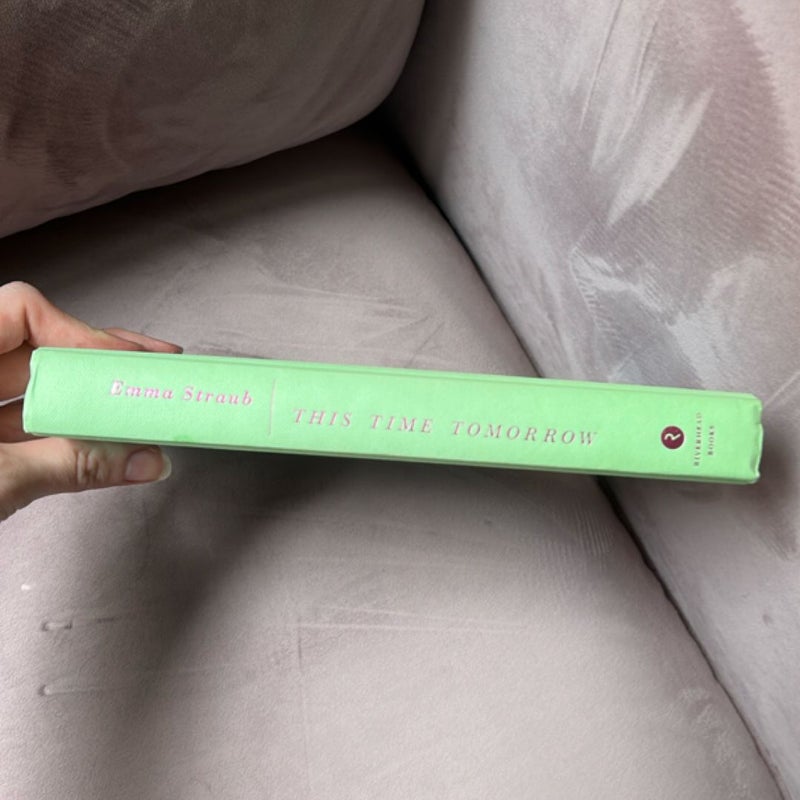 Emma Straub
THIS TIME TOMORROW
RIVERHEAD
BOOKS